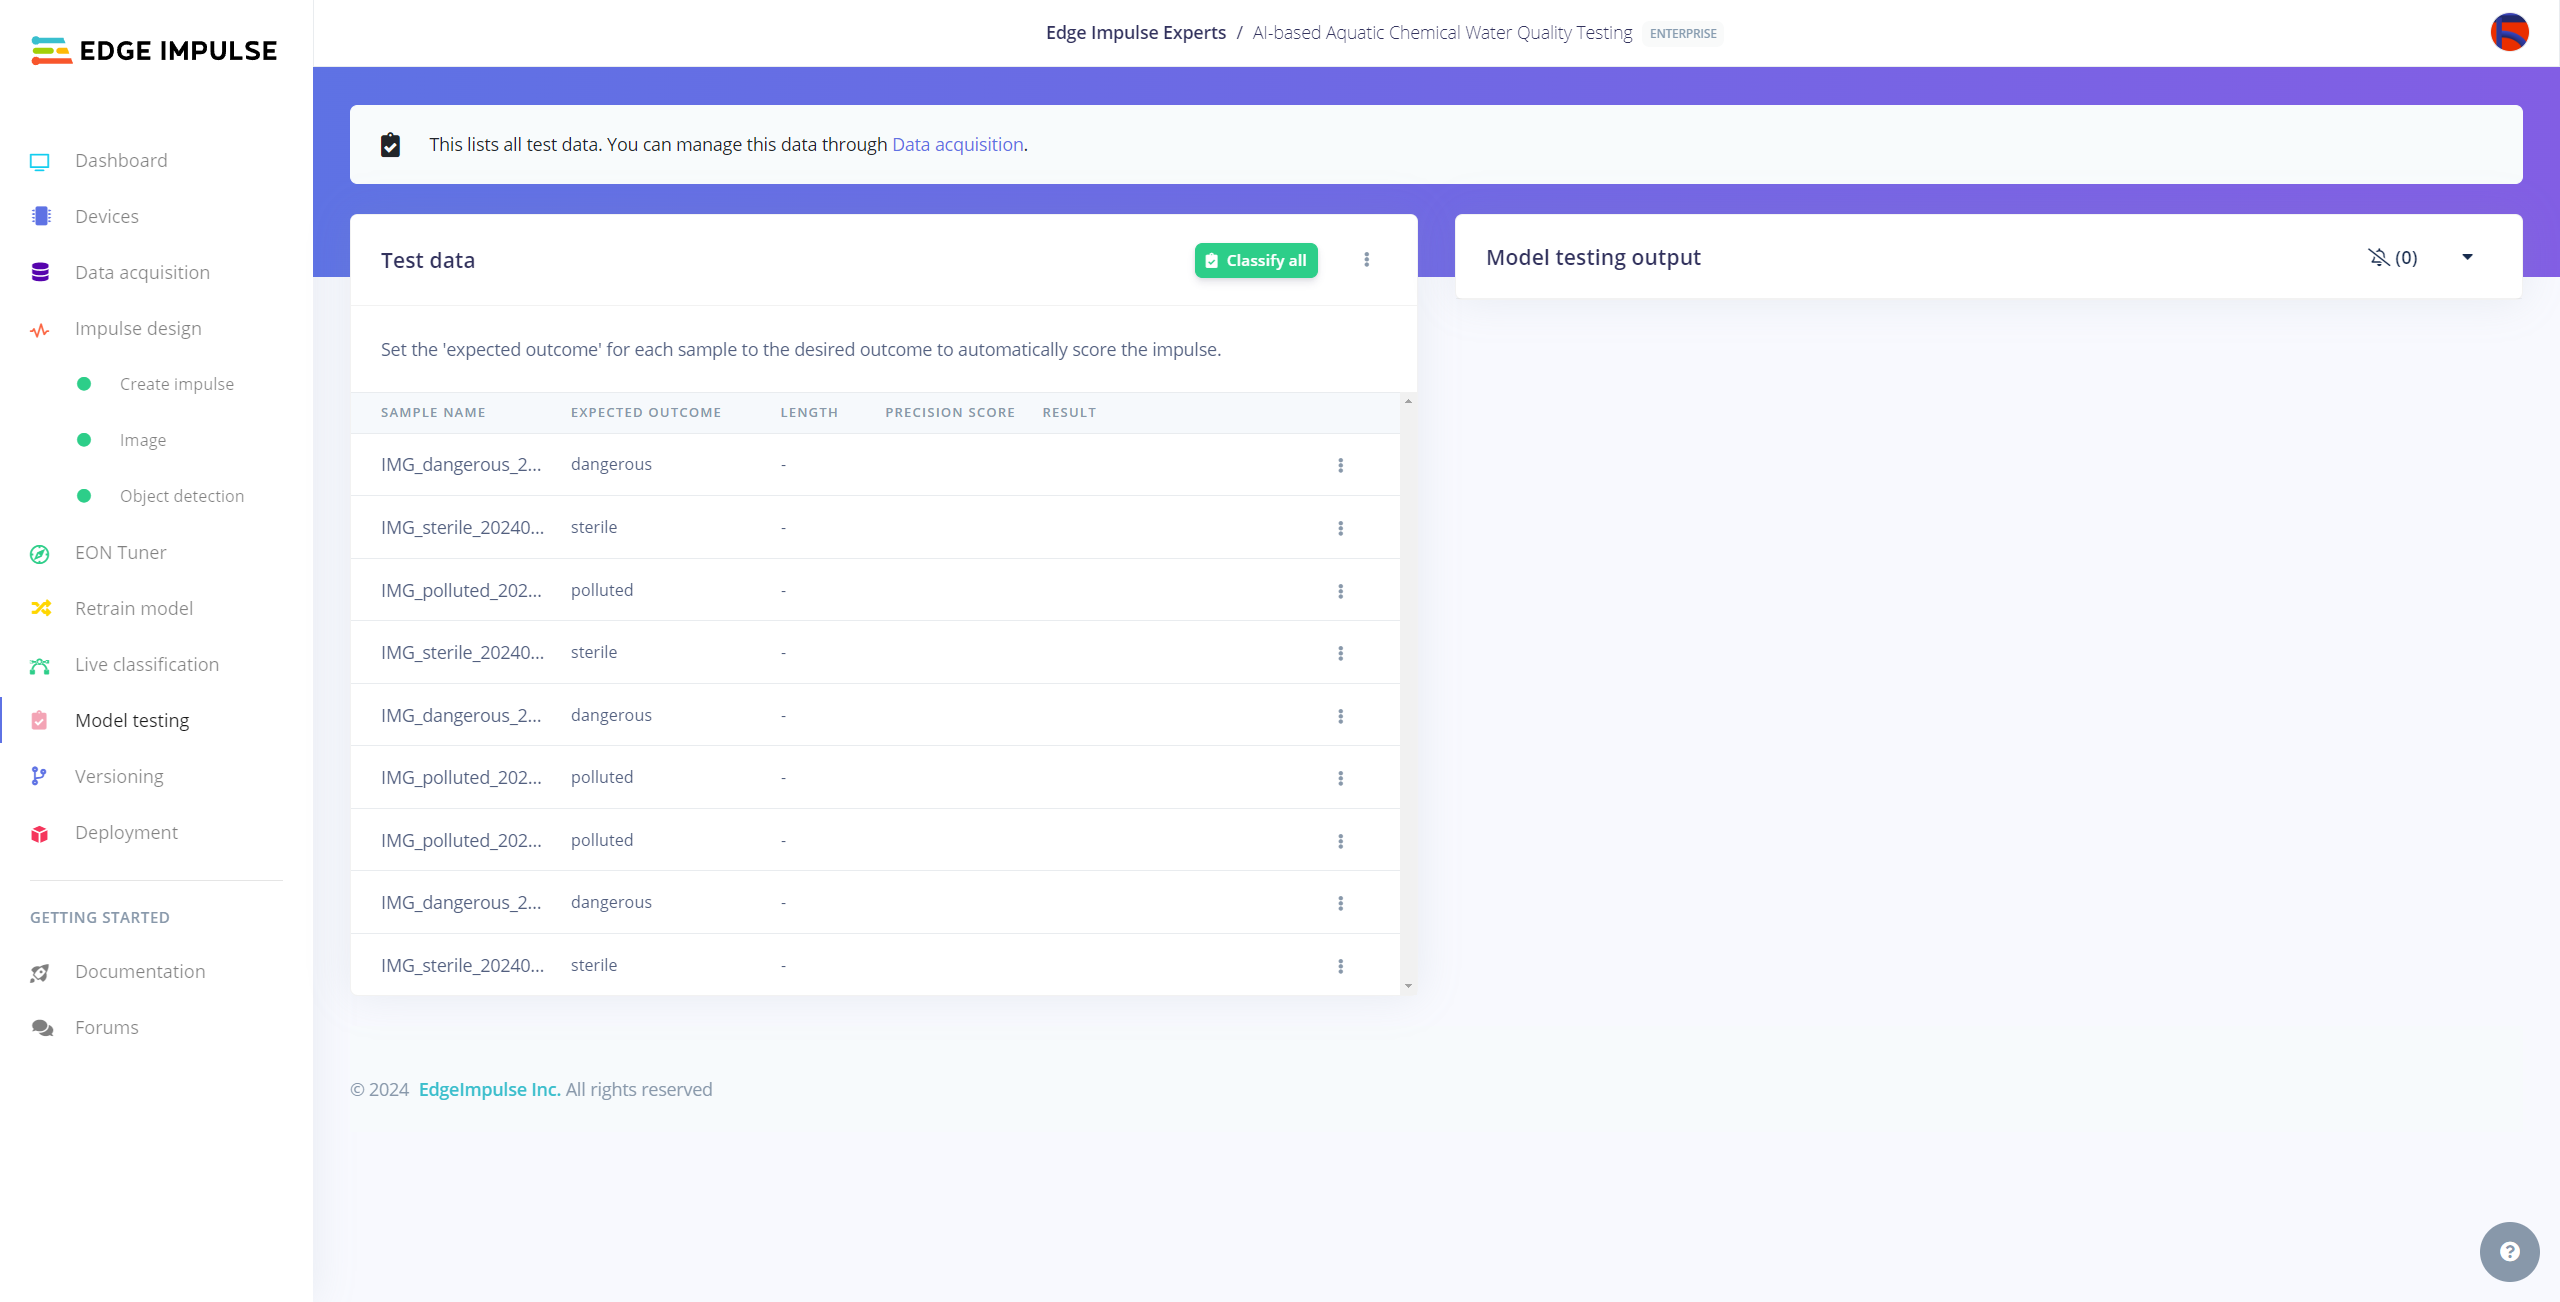 EDGE IMPULSE
Edge Impulse Experts / AI-based Aquatic Chemical Water Quality Testing ENTERPRISE
Dashboard
Devices
Data acquisition
Impulse design
Create impulse
Image
Object detection
EON Tuner
Retrain model
Live classification
Model testing
Versioning
Deployment
GETTING STARTED
Documentation
Forums
This lists all test data. You can manage this data through Data acquisition.
Test data
Classify all
Set the 'expected outcome' for each sample to the desired outcome to automatically score the impulse.
SAMPLE NAME EXPECTED OUTCOME LENGTH PRECISION SCORE RESULT
IMG_dangerous_2... dangerous -
IMG_sterile_20240... sterile -
IMG_polluted_202... polluted -
IMG_sterile_20240... sterile -
IMG_dangerous_2... dangerous -
IMG_polluted_202... polluted -
IMG_polluted_202... polluted -
IMG_dangerous_2... dangerous -
IMG_sterile_20240... sterile -
Model testing output
(0)
© 2024 EdgeImpulse Inc. All rights reserved
?